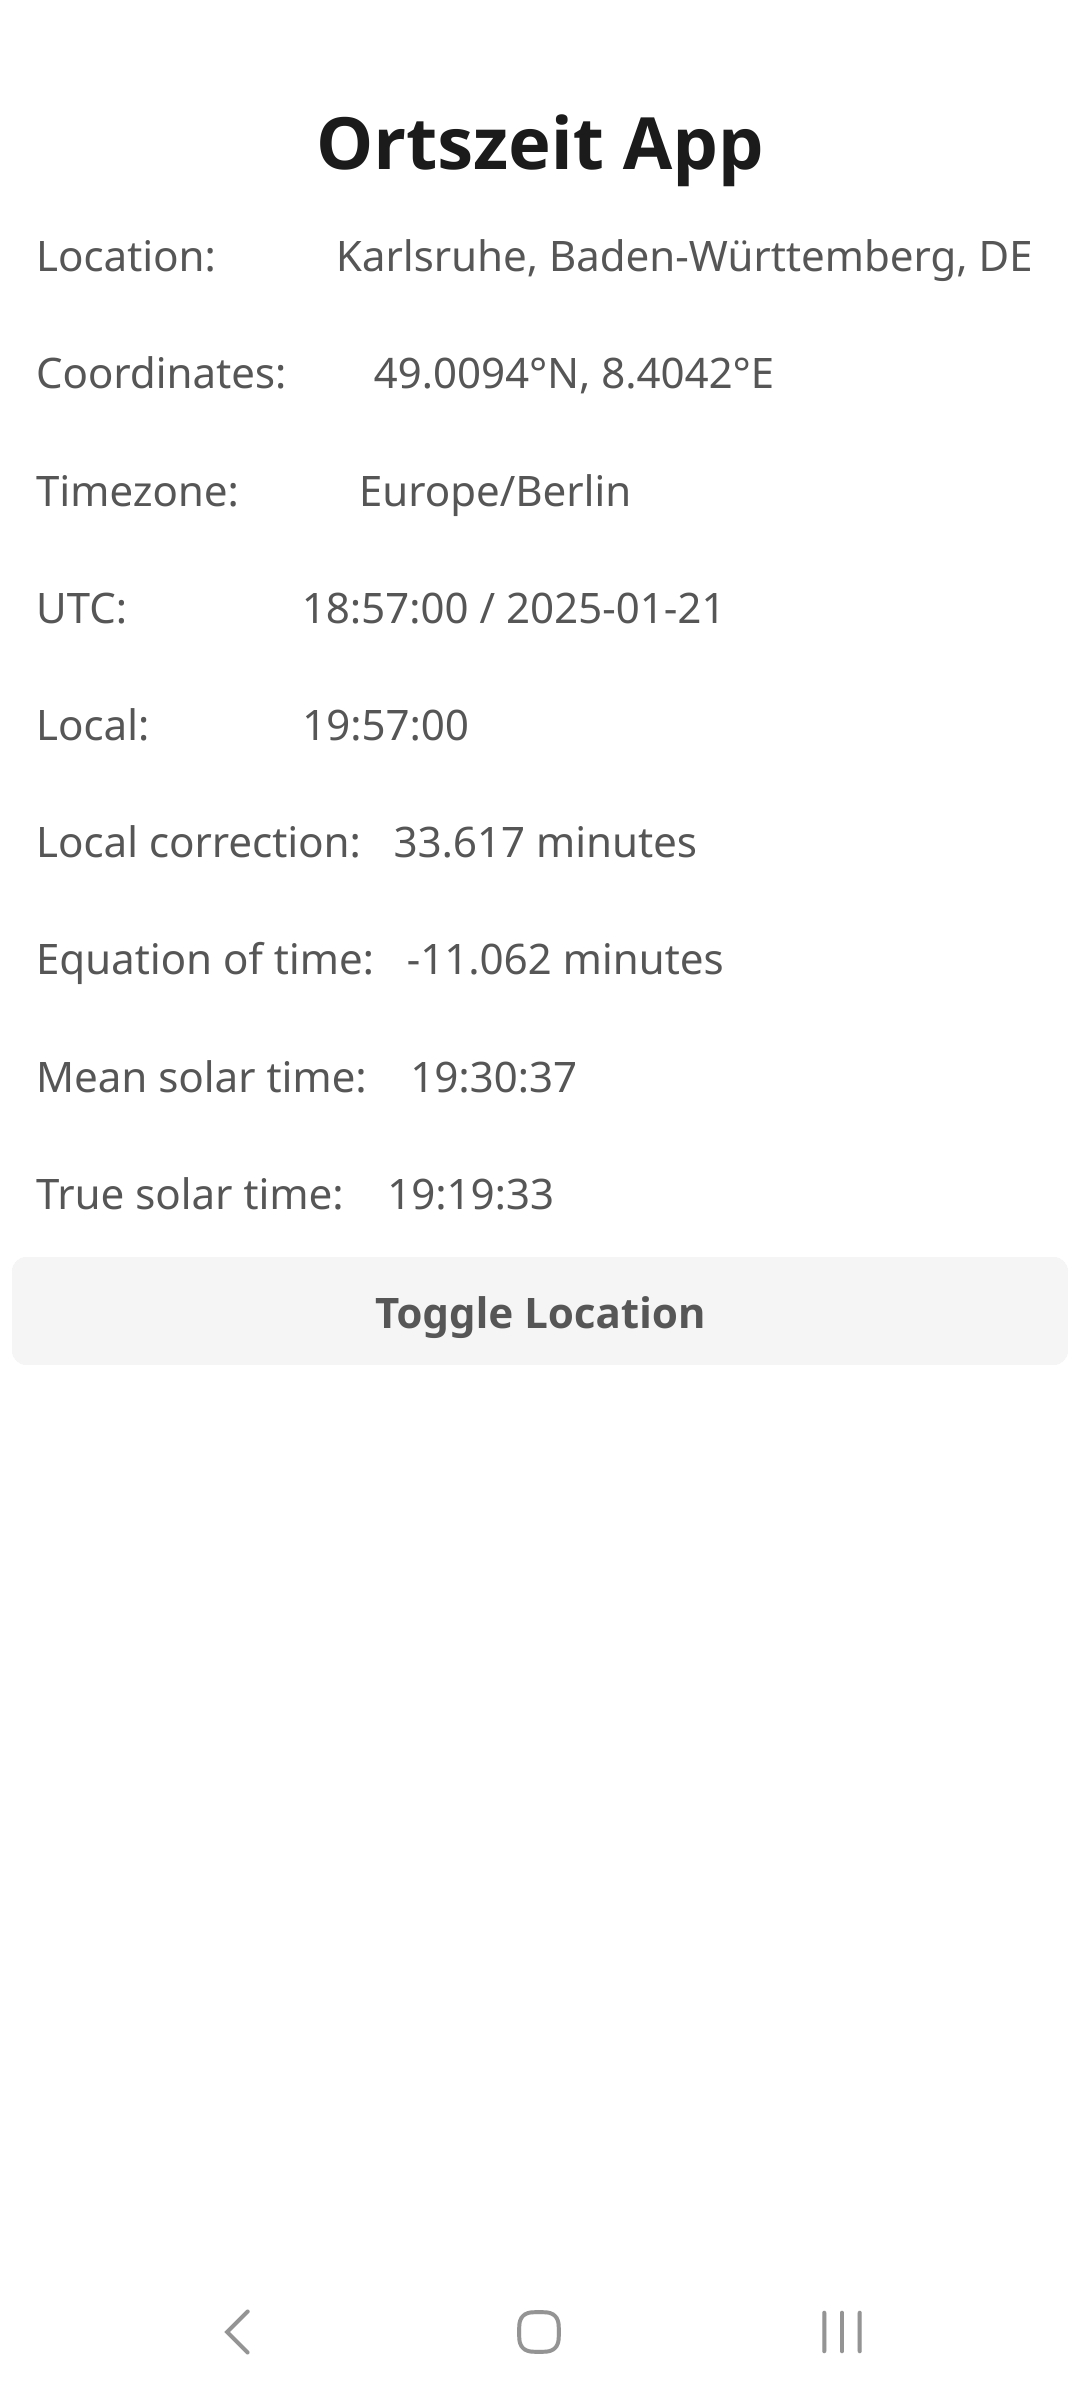 Ortszeit App
Location: Karlsruhe, Baden-Württemberg, DE
Coordinates: 49.0094°N, 8.4042°E
Timezone: Europe/Berlin
UTC: 18:57:00 / 2025-01-21
Local: 19:57:00
Local correction: 33.617 minutes
Equation of time: -11.062 minutes
Mean solar time: 19:30:37
True solar time: 19:19:33
Toggle Location